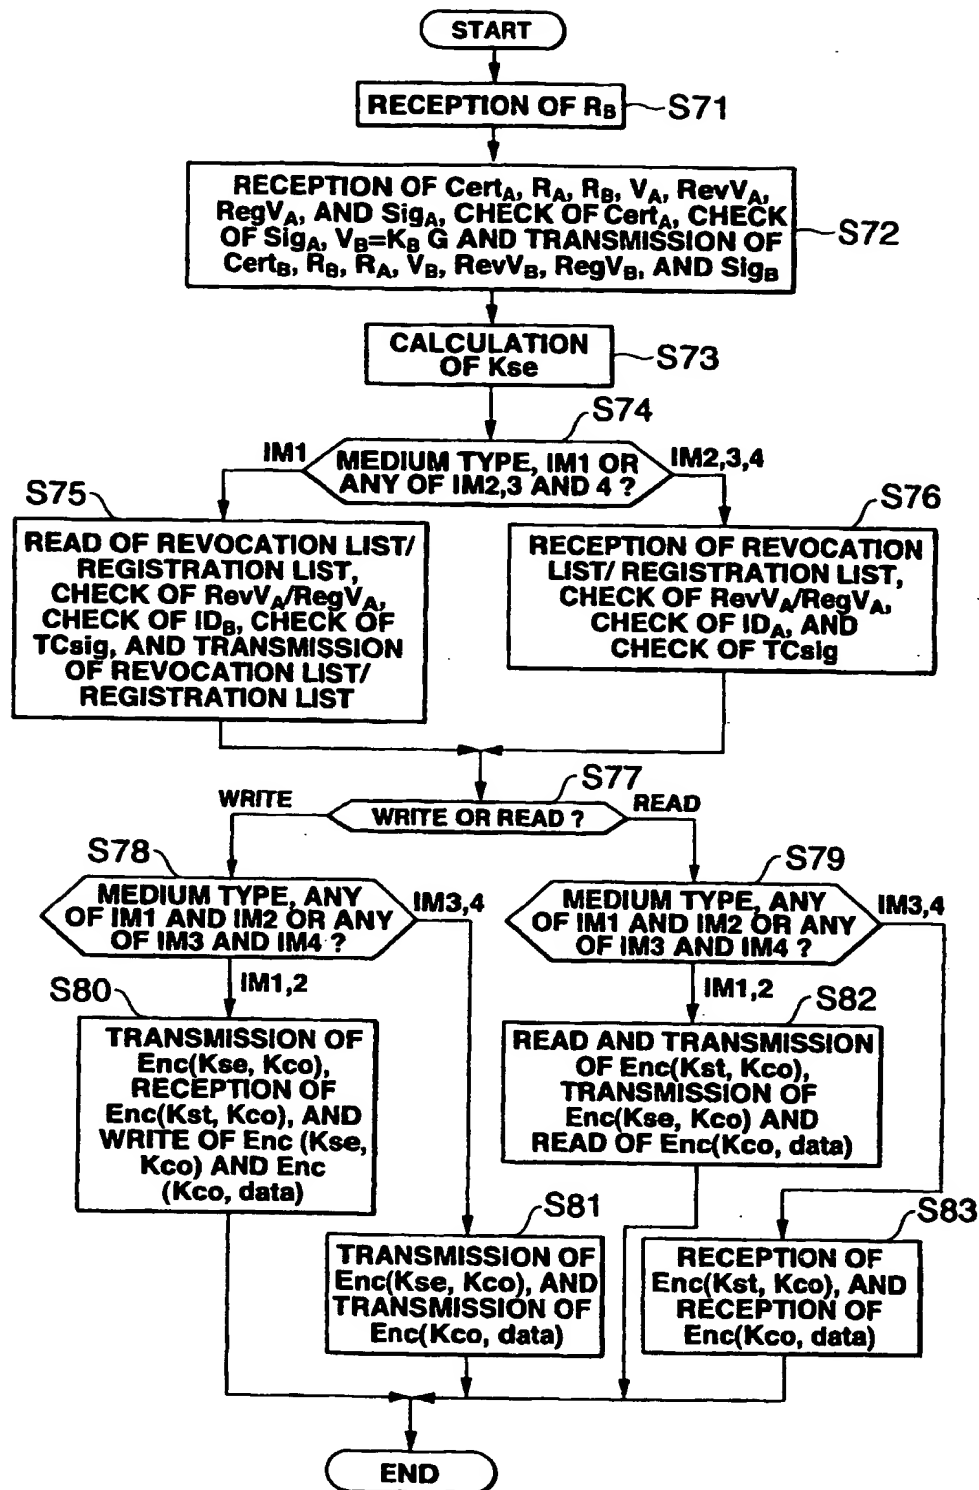 START
RECEPTION OF RB
S71
RECEPTION OF CertA, RA, RB, VA, RevVA,
RegVA, AND SigA, CHECK OF CertA, CHECK
OF SigA, VB=KB G AND TRANSMISSION OF
CertB, RB, RA, VB, RevVB, RegVB, AND SigB
S72
CALCULATION
OF Kse
S73
S74
IM1
MEDIUM TYPE, IM1 OR
ANY OF IM2,3 AND 4 ?
IM2,3,4
S75
READ OF REVOCATION LIST/
REGISTRATION LIST,
CHECK OF RevVA/RegVA,
CHECK OF IDB, CHECK OF
TCsig, AND TRANSMISSION
OF REVOCATION LIST/
REGISTRATION LIST
S76
RECEPTION OF REVOCATION
LIST/ REGISTRATION LIST,
CHECK OF RevVA/RegVA,
CHECK OF IDA, AND
CHECK OF TCsig
S77
WRITE
WRITE OR READ ?
READ
S78
MEDIUM TYPE, ANY
OF IM1 AND IM2 OR ANY
OF IM3 AND IM4 ?
IM3,4
IM1,2
S79
MEDIUM TYPE, ANY
OF IM1 AND IM2 OR ANY
OF IM3 AND IM4 ?
IM3,4
IM1,2
S80
TRANSMISSION OF
Enc(Kse, Kco),
RECEPTION OF
Enc(Kst, Kco), AND
WRITE OF Enc (Kse,
Kco) AND Enc
(Kco, data)
S82
READ AND TRANSMISSION
OF Enc(Kst, Kco),
TRANSMISSION OF
Enc(Kse, Kco) AND
READ OF Enc(Kco, data)
S81
TRANSMISSION OF
Enc(Kse, Kco), AND
TRANSMISSION OF
Enc(Kco, data)
S83
RECEPTION OF
Enc(Kst, Kco), AND
RECEPTION OF
Enc(Kco, data)
END